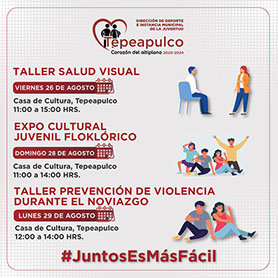 DIRECCIÓN DE DEPORTE
E INSTANCIA MUNICIPAL
DE LA JUVENTUD
Tepeapulco
Corazón del altiplano 2020-2024
TALLER SALUD VISUAL
VIERNES 26 DE AGOSTO
Casa de Cultura, Tepeapulco
11:00 a 15:00 HRS.
EXPO CULTURAL
JUVENIL FLOKLÓRICO
DOMINGO 28 DE AGOSTO
Casa de Cultura, Tepeapulco
11:00 a 14:00 HRS.
TALLER PREVENCIÓN DE VIOLENCIA
DURANTE EL NOVIAZGO
LUNES 29 DE AGOSTO
Casa de Cultura, Tepeapulco
12:00 a 14:00 HRS.
#JuntosEsMásFácil